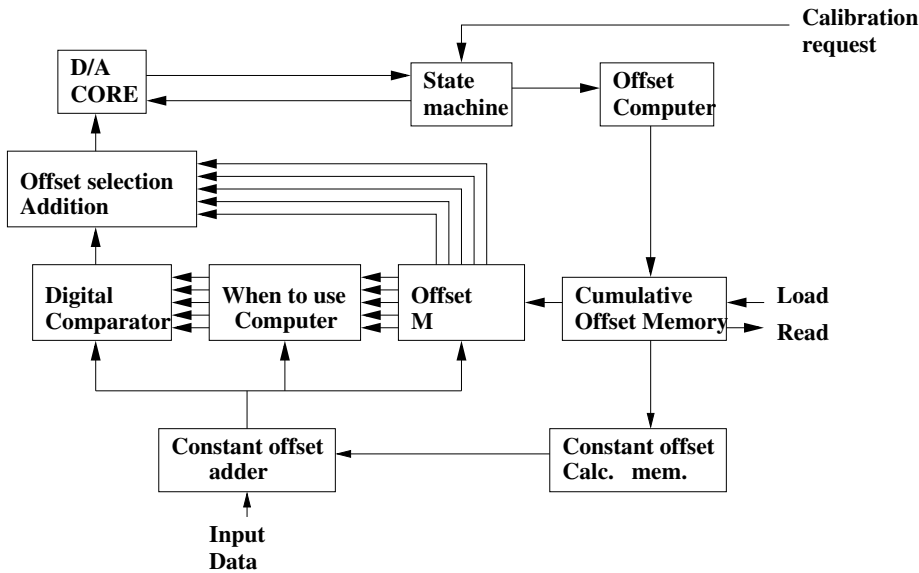 Calibration
request
D/A
CORE
State
machine
Offset
Computer
Offset selection
Addition
Digital
Comparator
When to use
Computer
Offset
M
Cumulative
Offset Memory
Load
Read
Constant offset
adder
Constant offset
Calc. mem.
Input
Data